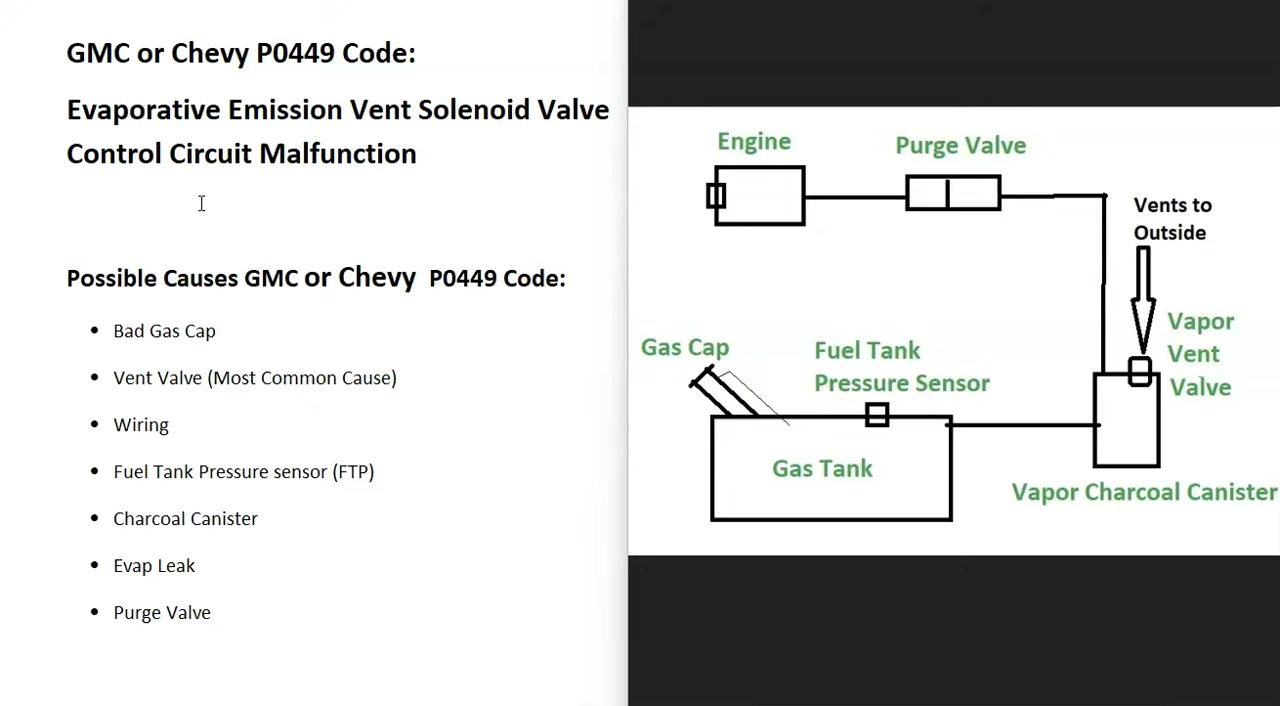 GMC or Chevy P0449 Code:
Evaporative Emission Vent Solenoid Valve
Control Circuit Malfunction
Possible Causes GMC or Chevy P0449 Code:
Bad Gas Cap
Vent Valve (Most Common Cause)
Wiring
Fuel Tank Pressure sensor (FTP)
Charcoal Canister
Evap Leak
Purge Valve
Engine
Purge Valve
Vents to
Outside
Vapor
Vent
Valve
Gas Cap
Fuel Tank
Pressure Sensor
Gas Tank
Vapor Charcoal Canister